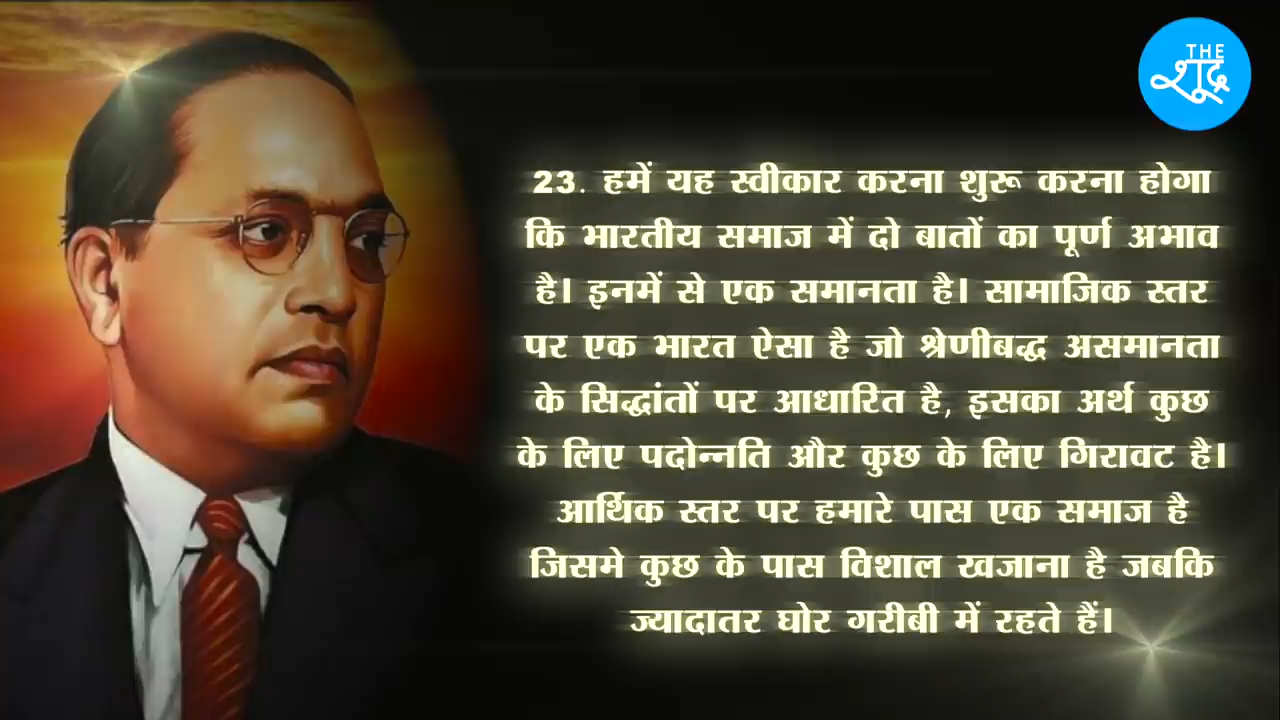 THE
शूद्र
23. हमें यह स्वीकार करना शुरू करना होगा
कि भारतीय समाज में दो बातों का पूर्ण अभाव
है। इनमें से एक समानता है। सामाजिक स्तर
पर एक भारत ऐसा है जो श्रेणीबद्ध असमानता
के सिद्धांतों पर आधारित है, इसका अर्थ कुछ
के लिए पदोन्नति और कुछ के लिए गिरावट है।
आर्थिक स्तर पर हमारे पास एक समाज है
जिसमे कुछ के पास विशाल खजाना है जबकि
ज्यादातर घोर गरीबी में रहते हैं।